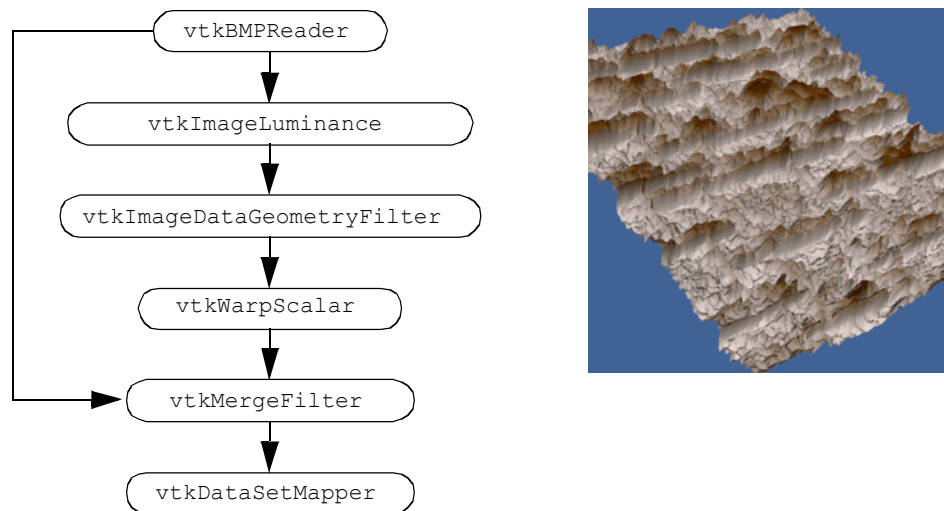 vtkBMPReader
vtkImageLuminance
vtkImageDataGeometryFilter
vtkWarpScalar
vtkMergeFilter
vtkDataSetMapper